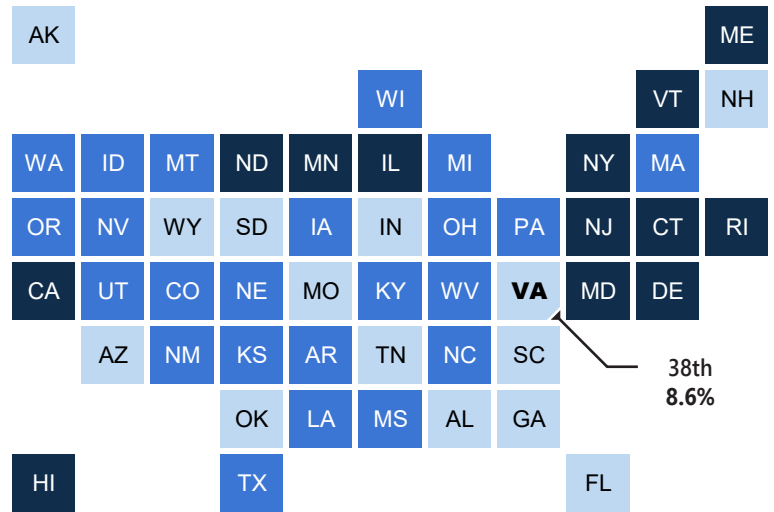 AK ME
WI VT NH
WA ID MT ND MN IL MI NY MA
OR NV WY SD IA IN OH PA NJ CT RI
CA UT CO NE MO KY WV VA MD DE
AZ NM KS AR TN NC SC
38th
8.6%
OK LA MS AL GA
HI TX FL